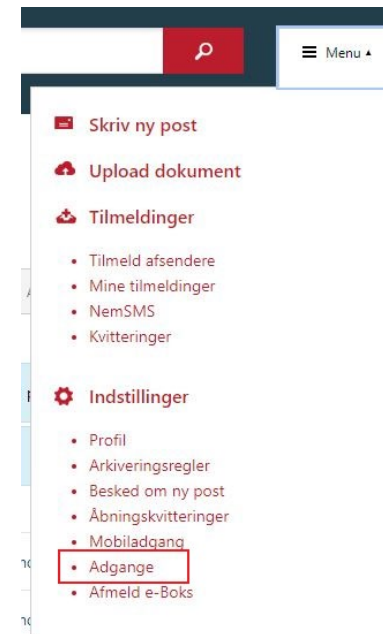 Menu
Skriv ny post
Upload dokument
Tilmeldinger
Tilmeld afsendere
Mine tilmeldinger
NemSMS
Kvitteringer
Indstillinger
Profil
Arkiveringsregler
Besked om ny post
Åbningskvitteringer
Mobiladgang
Adgange
Afmeld e-Boks